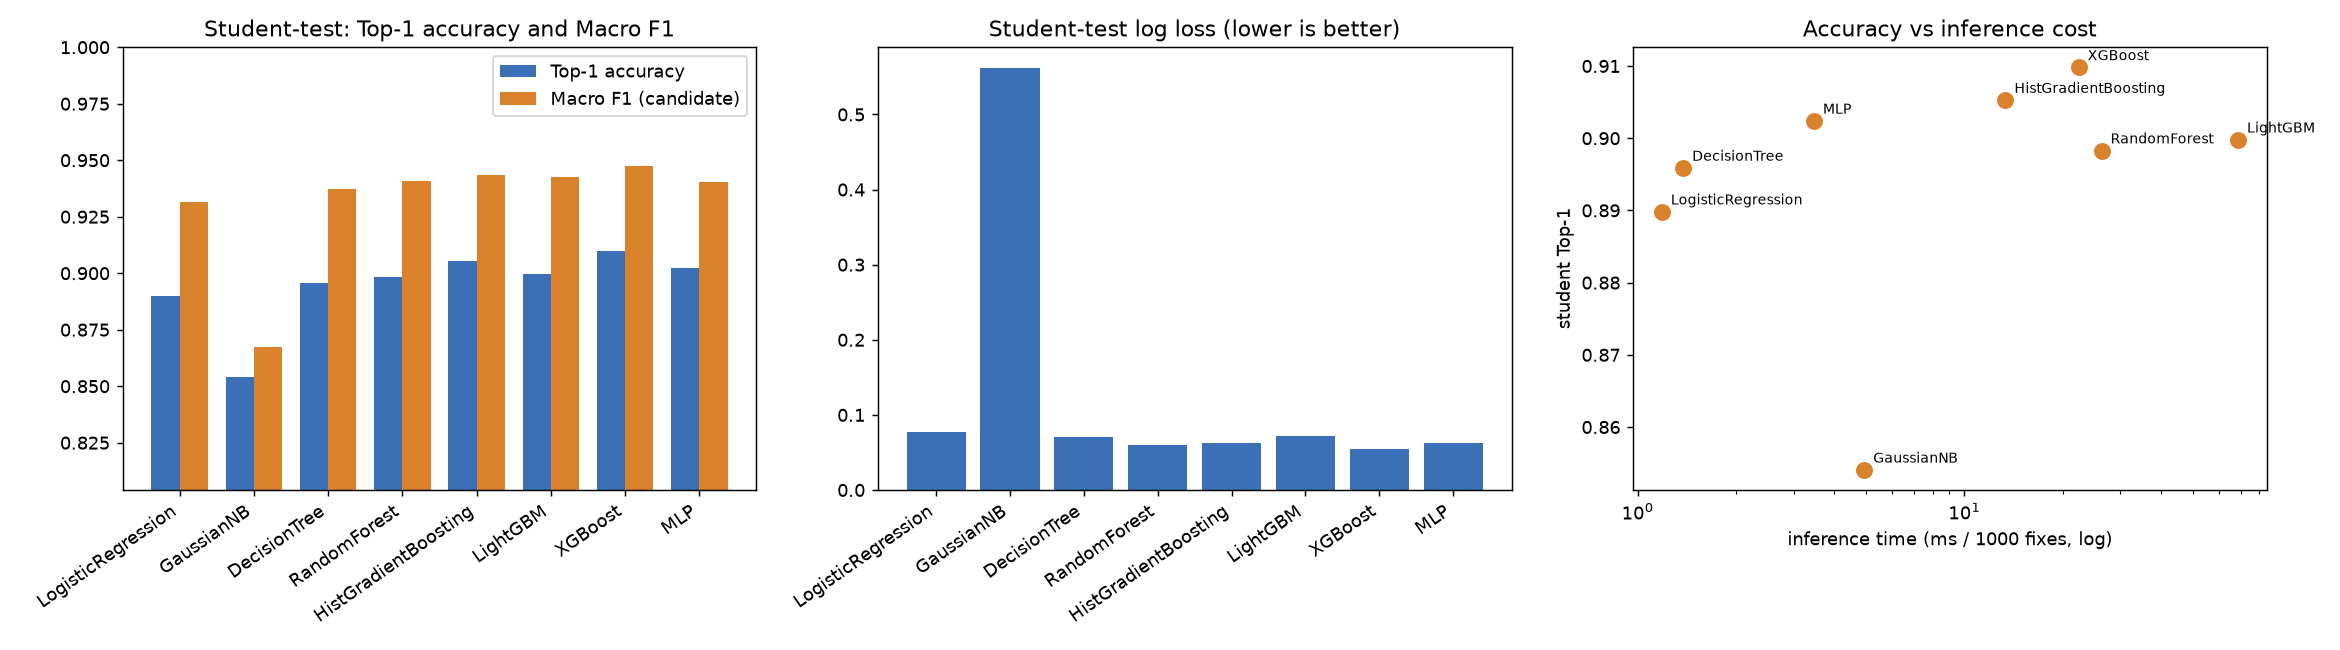 Student-test: Top-1 accuracy and Macro F1
1.000
0.975
0.950
0.925
0.900
0.875
0.850
0.825
Top-1 accuracy
Macro F1 (candidate)
LogisticRegression
GaussianNB
DecisionTree
RandomForest
HistGradientBoosting
LightGBM
XGBoost
MLP
Student-test log loss (lower is better)
0.5
0.4
0.3
0.2
0.1
0.0
LogisticRegression
GaussianNB
DecisionTree
RandomForest
HistGradientBoosting
LightGBM
XGBoost
MLP
Accuracy vs inference cost
student Top-1
0.91
0.90
0.89
0.88
0.87
0.86
XGBoost
HistGradientBoosting
MLP
LightGBM
RandomForest
DecisionTree
LogisticRegression
GaussianNB
10⁰
10¹
inference time (ms / 1000 fixes, log)